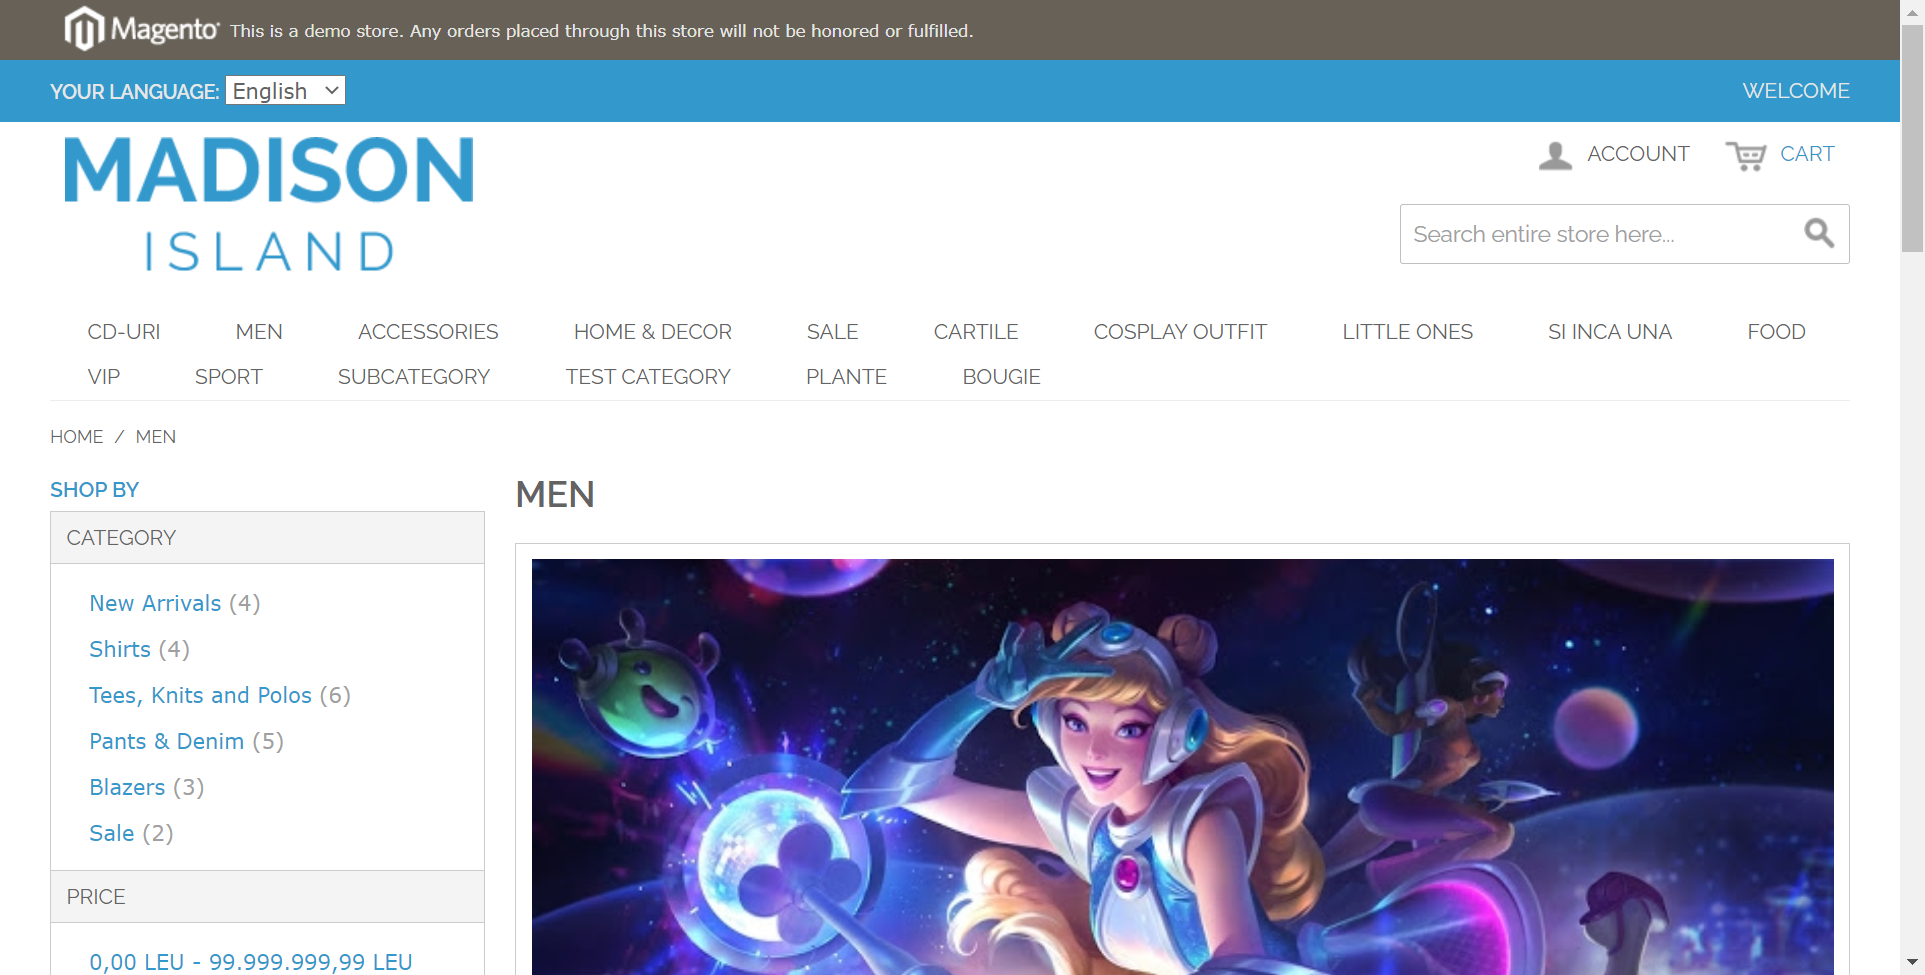 Magento This is a demo store. Any orders placed through this store will not be honored or fulfilled.
YOUR LANGUAGE: English WELCOME
MADISON
ISLAND
ACCOUNT CART
Search entire store here...
CD-URI MEN ACCESSORIES HOME & DECOR SALE CARTILE COSPLAY OUTFIT LITTLE ONES SI INCA UNA FOOD
VIP SPORT SUBCATEGORY TEST CATEGORY PLANTE BOUGIE
HOME / MEN
SHOP BY
CATEGORY
New Arrivals (4)
Shirts (4)
Tees, Knits and Polos (6)
Pants & Denim (5)
Blazers (3)
Sale (2)
PRICE
0,00 LEU - 99.999.999,99 LEU
MEN